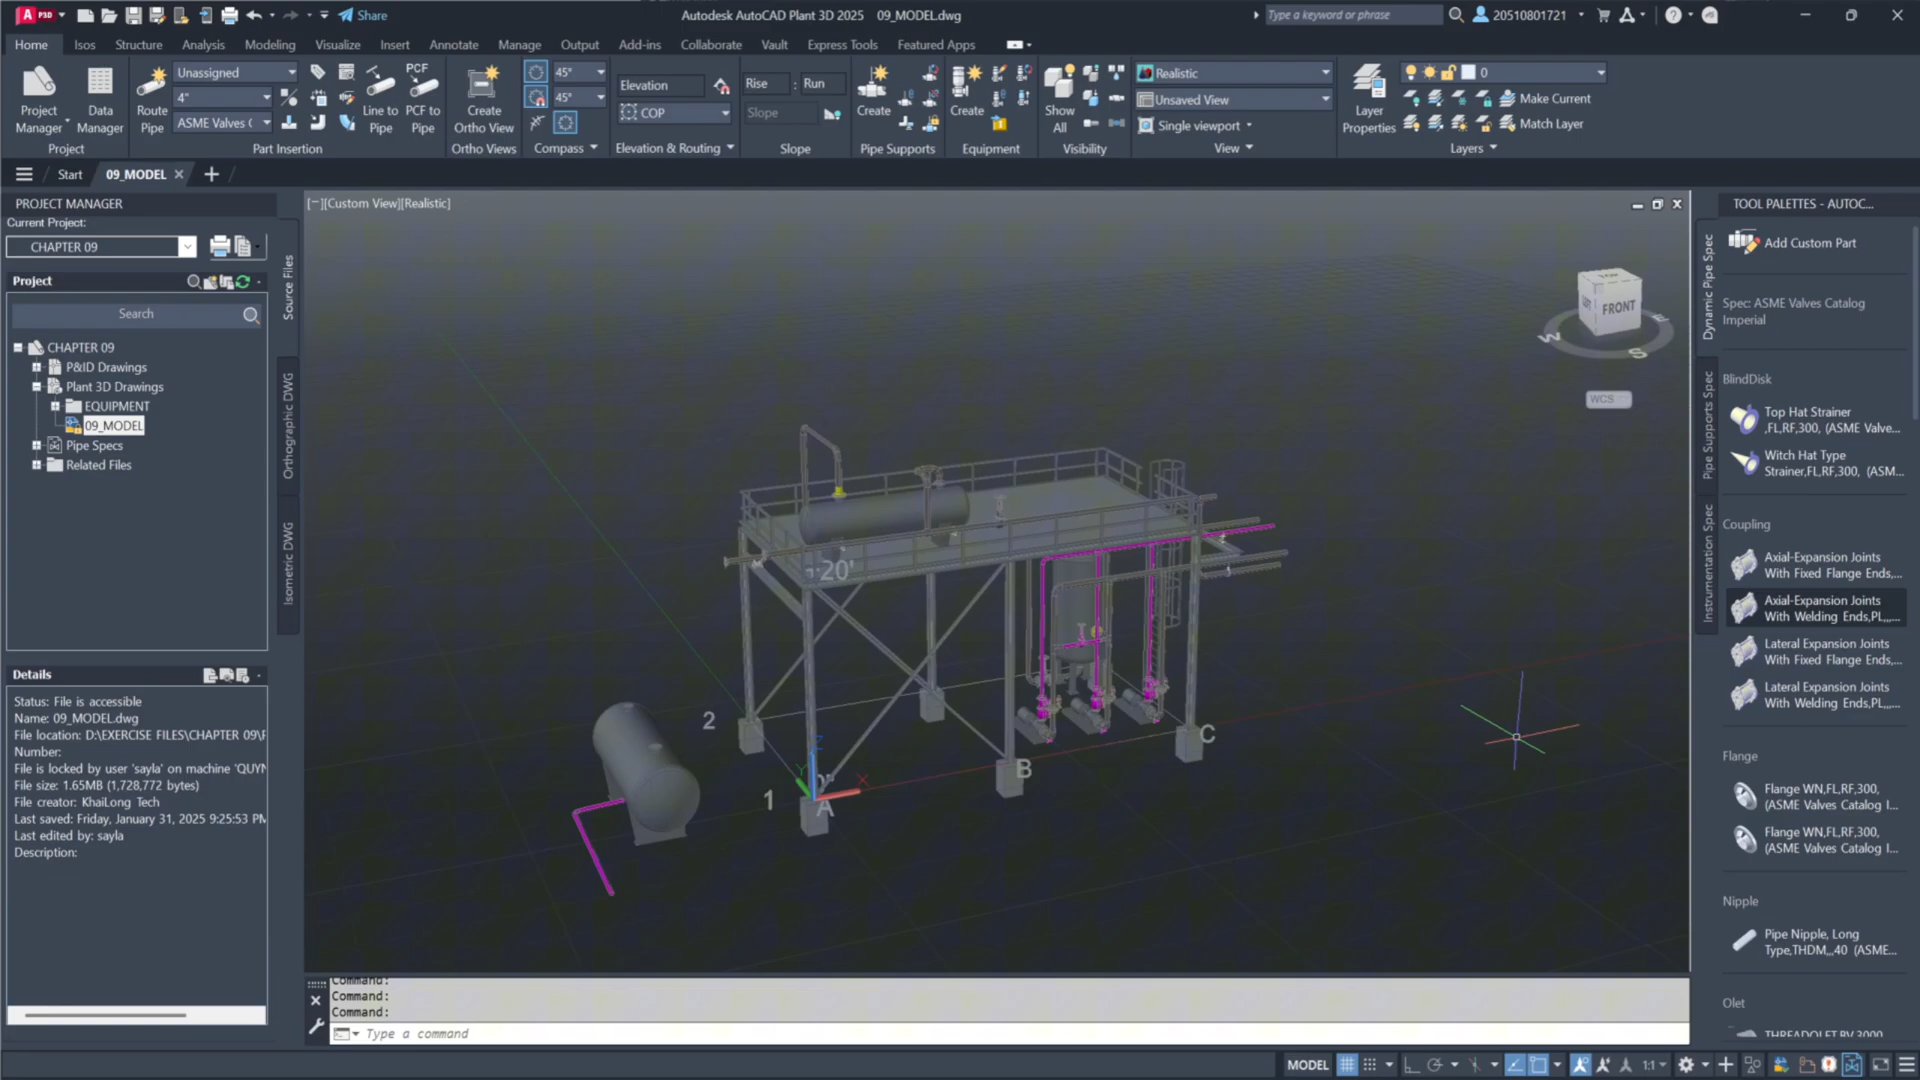 A P3D
Share
Autodesk AutoCAD Plant 3D 2025 09_MODEL.dwg
Type a keyword or phrase
20510801721
Home Isos Structure Analysis Modeling Visualize Insert Annotate Manage Output Add-ins Collaborate Vault Express Tools Featured Apps
Project Manager
Data Manager
Project
Route Pipe
Unassigned
4"
ASME Valves (
Line to Pipe
PCF
PCF to Pipe
Part Insertion
Create Ortho View
Ortho Views
45°
45°
Compass
Elevation
COP
Elevation & Routing
Rise : Run
Slope
Slope
Create
Pipe Supports
Create
Equipment
Show All
Visibility
Realistic
Unsaved View
Single viewport
View
Layer Properties
0
Make Current
Match Layer
Layers
Start
09_MODEL
PROJECT MANAGER
Current Project:
CHAPTER 09
Project
Search
CHAPTER 09
P&ID Drawings
Plant 3D Drawings
EQUIPMENT
09_MODEL
Pipe Specs
Related Files
Source Files
Orthographic DWG
Isometric DWG
Details
Status: File is accessible
Name: 09_MODEL.dwg
File location: D:\EXERCISE FILES\CHAPTER 09\F
Number:
File is locked by user 'sayla' on machine 'QUYN
File size: 1.65MB (1,728,772 bytes)
File creator: KhaiLong Tech
Last saved: Friday, January 31, 2025 9:25:53 PM
Last edited by: sayla
Description:
[−][Custom View][Realistic]
TOP
LEFT
FRONT
W
S
E
WCS
20'
2
1
0'
A
B
C
X
Y
Z
Command:
Command:
Command:
Type a command
MODEL
1:1
TOOL PALETTES - AUTOC...
Dynamic Pipe Spec
Pipe Supports Spec
Instrumentation Spec
Add Custom Part
Spec: ASME Valves Catalog
Imperial
BlindDisk
Top Hat Strainer
,FL,RF,300, (ASME Valve...
Witch Hat Type
Strainer,FL,RF,300, (ASM...
Coupling
Axial-Expansion Joints
With Fixed Flange Ends,...
Axial-Expansion Joints
With Welding Ends,PL,,,...
Lateral Expansion Joints
With Fixed Flange Ends,...
Lateral Expansion Joints
With Welding Ends,PL,,,...
Flange
Flange WN,FL,RF,300,
(ASME Valves Catalog I...
Flange WN,FL,RF,300,
(ASME Valves Catalog I...
Nipple
Pipe Nipple, Long
Type,THDM,,,40 (ASME...
Olet
THREADOLET,BV,3000